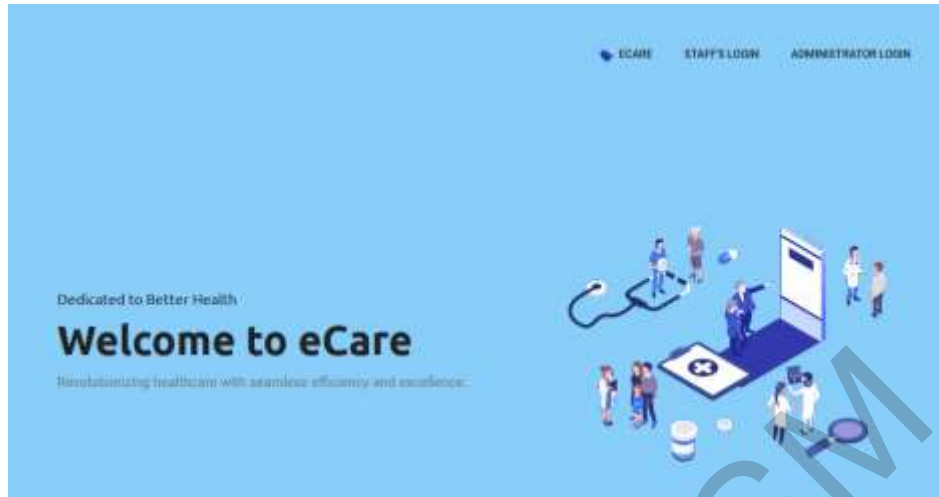 ECARE STAFF'S LOGIN ADMINISTRATOR LOGIN
Dedicated to Better Health
Welcome to eCare
Revolutionizing healthcare with seamless efficiency and excellence.
CM